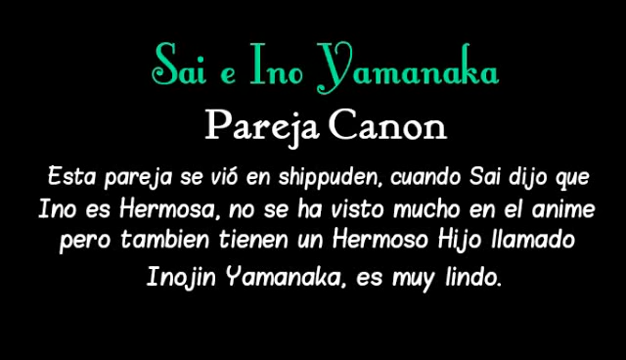 Sai e Ino Yamanaka
Pareja Canon
Esta pareja se vió en shippuden, cuando Sai dijo que
Ino es Hermosa, no se ha visto mucho en el anime
pero tambien tienen un Hermoso Hijo llamado
Inojin Yamanaka, es muy lindo.